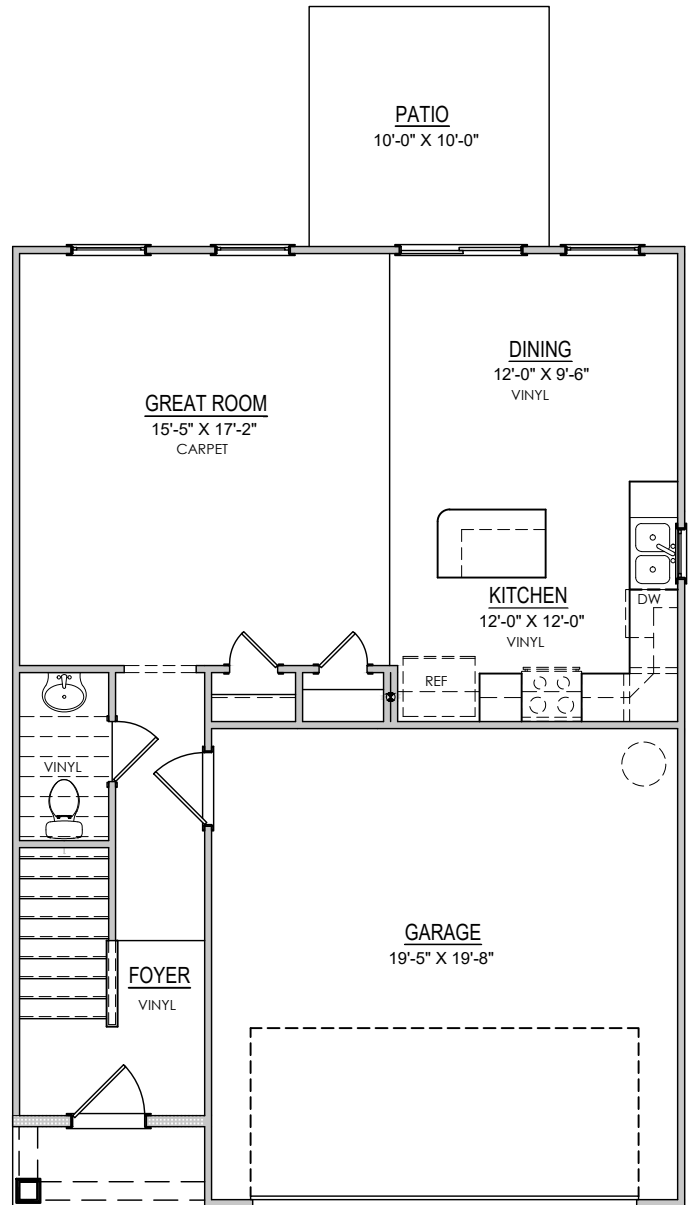 PATIO
10'-0" X 10'-0"
DINING
12'-0" X 9'-6"
VINYL
GREAT ROOM
15'-5" X 17'-2"
CARPET
KITCHEN
12'-0" X 12'-0"
VINYL
DW
REF
VINYL
GARAGE
19'-5" X 19'-8"
FOYER
VINYL